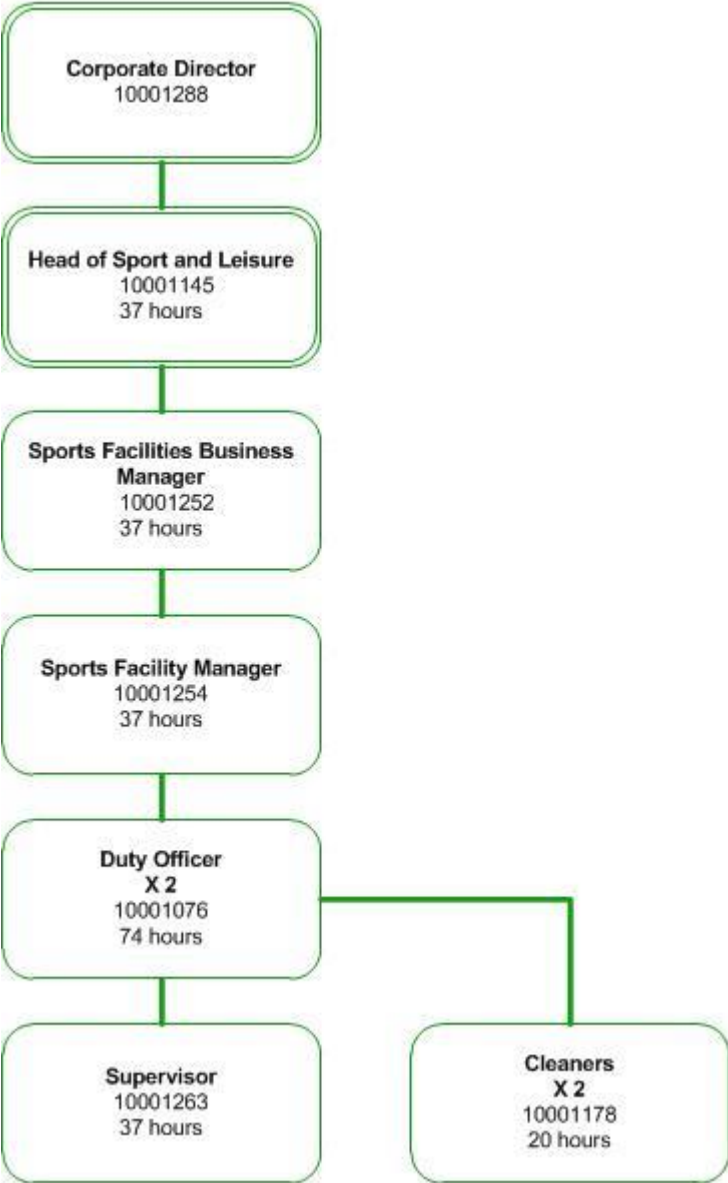 Corporate Director
10001288
Head of Sport and Leisure
10001145
37 hours
Sports Facilities Business
Manager
10001252
37 hours
Sports Facility Manager
10001254
37 hours
Duty Officer
X 2
10001076
74 hours
Supervisor
10001263
37 hours
Cleaners
X 2
10001178
20 hours